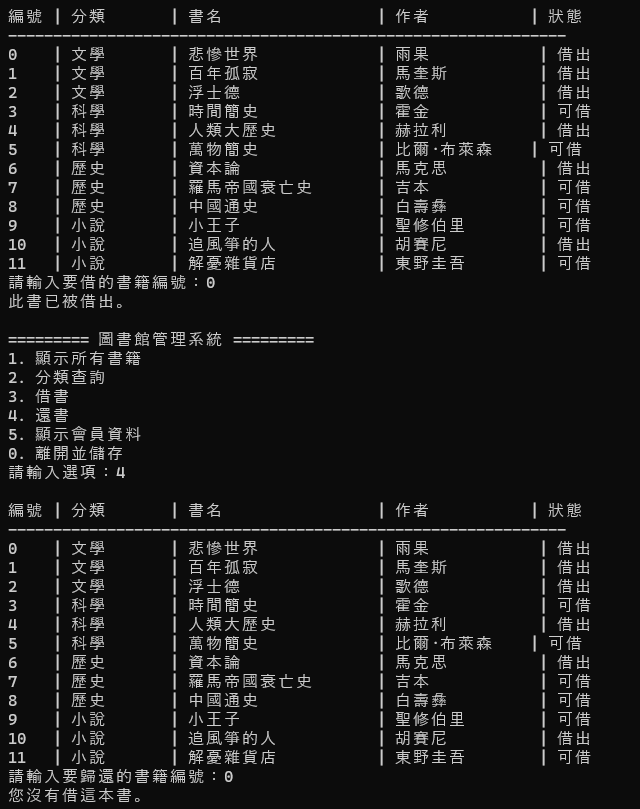 編號 | 分類 | 書名 | 作者 | 狀態
--------------------------------------------------------------
0 | 文學 | 悲慘世界 | 雨果 | 借出
1 | 文學 | 百年孤寂 | 馬奎斯 | 借出
2 | 文學 | 浮士德 | 歌德 | 借出
3 | 科學 | 時間簡史 | 霍金 | 可借
4 | 科學 | 人類大歷史 | 赫拉利 | 借出
5 | 科學 | 萬物簡史 | 比爾·布萊森 | 可借
6 | 歷史 | 資本論 | 馬克思 | 借出
7 | 歷史 | 羅馬帝國衰亡史 | 吉本 | 可借
8 | 歷史 | 中國通史 | 白壽彝 | 可借
9 | 小說 | 小王子 | 聖修伯里 | 可借
10 | 小說 | 追風箏的人 | 胡賽尼 | 借出
11 | 小說 | 解憂雜貨店 | 東野圭吾 | 可借
請輸入要借的書籍編號：0
此書已被借出。
========= 圖書館管理系統 =========
1. 顯示所有書籍
2. 分類查詢
3. 借書
4. 還書
5. 顯示會員資料
0. 離開並儲存
請輸入選項：4
編號 | 分類 | 書名 | 作者 | 狀態
--------------------------------------------------------------
0 | 文學 | 悲慘世界 | 雨果 | 借出
1 | 文學 | 百年孤寂 | 馬奎斯 | 借出
2 | 文學 | 浮士德 | 歌德 | 借出
3 | 科學 | 時間簡史 | 霍金 | 可借
4 | 科學 | 人類大歷史 | 赫拉利 | 借出
5 | 科學 | 萬物簡史 | 比爾·布萊森 | 可借
6 | 歷史 | 資本論 | 馬克思 | 借出
7 | 歷史 | 羅馬帝國衰亡史 | 吉本 | 可借
8 | 歷史 | 中國通史 | 白壽彝 | 可借
9 | 小說 | 小王子 | 聖修伯里 | 可借
10 | 小說 | 追風箏的人 | 胡賽尼 | 借出
11 | 小說 | 解憂雜貨店 | 東野圭吾 | 可借
請輸入要歸還的書籍編號：0
您沒有借這本書。